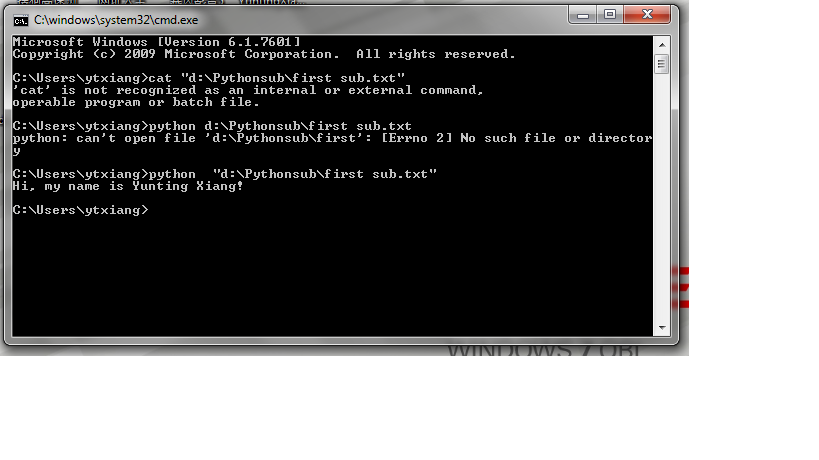 C:\windows\system32\cmd.exe
Microsoft Windows [Version 6.1.7601]
Copyright (c) 2009 Microsoft Corporation.  All rights reserved.
C:\Users\ytxiang>cat "d:\Pythonsub\first sub.txt"
'cat' is not recognized as an internal or external command,
operable program or batch file.
C:\Users\ytxiang>python d:\Pythonsub\first sub.txt
python: can't open file 'd:\Pythonsub\first': [Errno 2] No such file or director
y
C:\Users\ytxiang>python  "d:\Pythonsub\first sub.txt"
Hi, my name is Yunting Xiang!
C:\Users\ytxiang>
WINDOWS 7